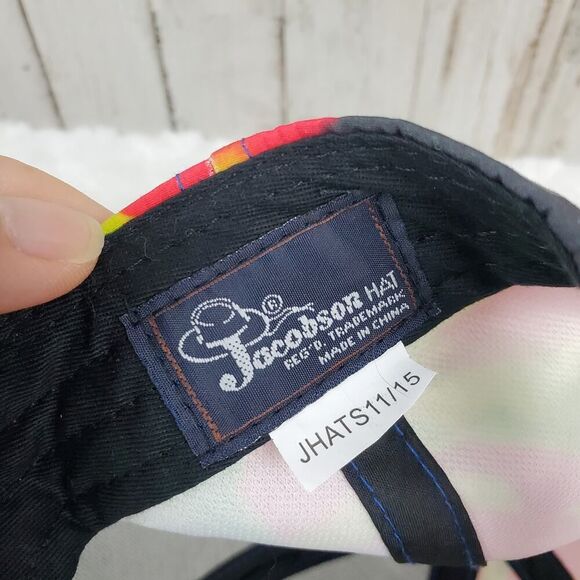 Jacobson HAT
®
REG'D. TRADEMARK
MADE IN CHINA
JHATS11/15